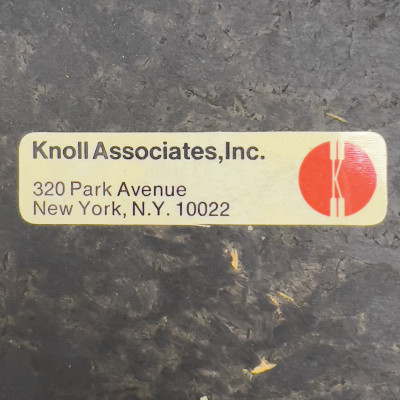 Knoll Associates, Inc.
320 Park Avenue
New York, N.Y. 10022
K